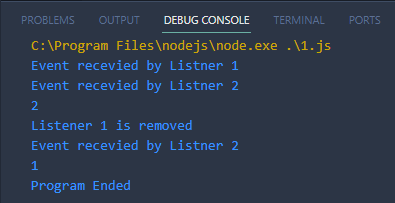 PROBLEMS OUTPUT DEBUG CONSOLE TERMINAL PORTS
C:\Program Files\nodejs\node.exe .\1.js
Event recevied by Listner 1
Event recevied by Listner 2
2
Listener 1 is removed
Event recevied by Listner 2
1
Program Ended